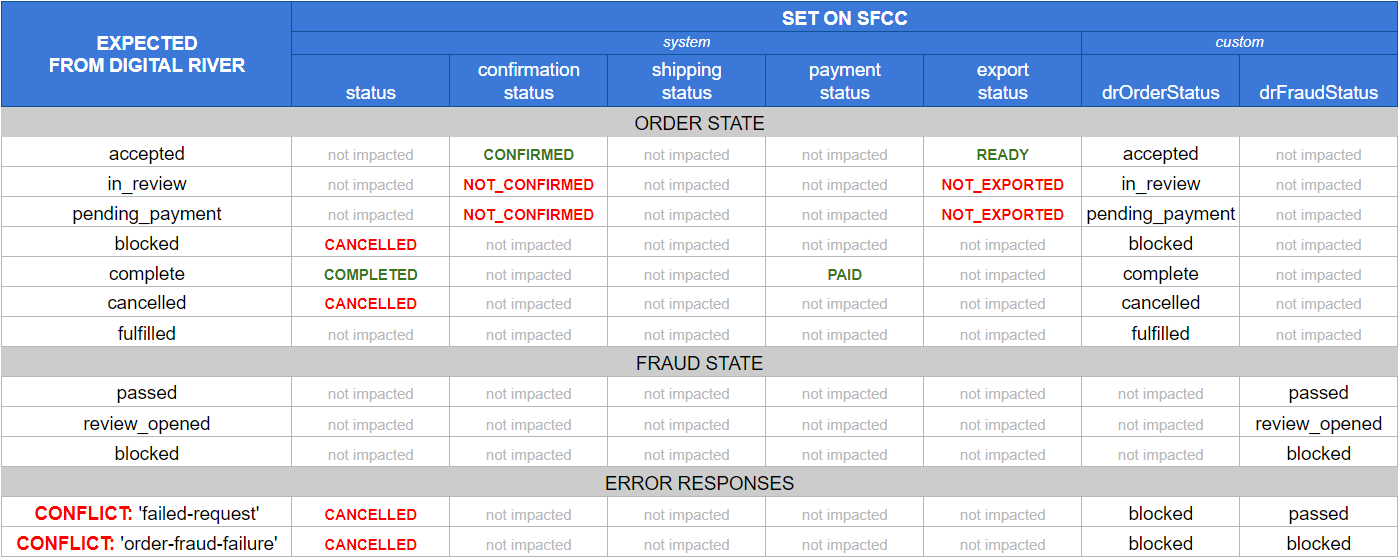 EXPECTED
FROM DIGITAL RIVER
SET ON SFCC
system custom
status confirmation status shipping status payment status export status drOrderStatus drFraudStatus
ORDER STATE
accepted not impacted CONFIRMED not impacted not impacted READY accepted not impacted
in_review not impacted NOT_CONFIRMED not impacted not impacted NOT_EXPORTED in_review not impacted
pending_payment not impacted NOT_CONFIRMED not impacted not impacted NOT_EXPORTED pending_payment not impacted
blocked CANCELLED not impacted not impacted not impacted not impacted blocked not impacted
complete COMPLETED not impacted not impacted PAID not impacted complete not impacted
cancelled CANCELLED not impacted not impacted not impacted not impacted cancelled not impacted
fulfilled not impacted not impacted not impacted not impacted not impacted fulfilled not impacted
FRAUD STATE
passed not impacted not impacted not impacted not impacted not impacted not impacted passed
review_opened not impacted not impacted not impacted not impacted not impacted not impacted review_opened
blocked not impacted not impacted not impacted not impacted not impacted not impacted blocked
ERROR RESPONSES
CONFLICT: 'failed-request' CANCELLED not impacted not impacted not impacted not impacted blocked passed
CONFLICT: 'order-fraud-failure' CANCELLED not impacted not impacted not impacted not impacted blocked blocked